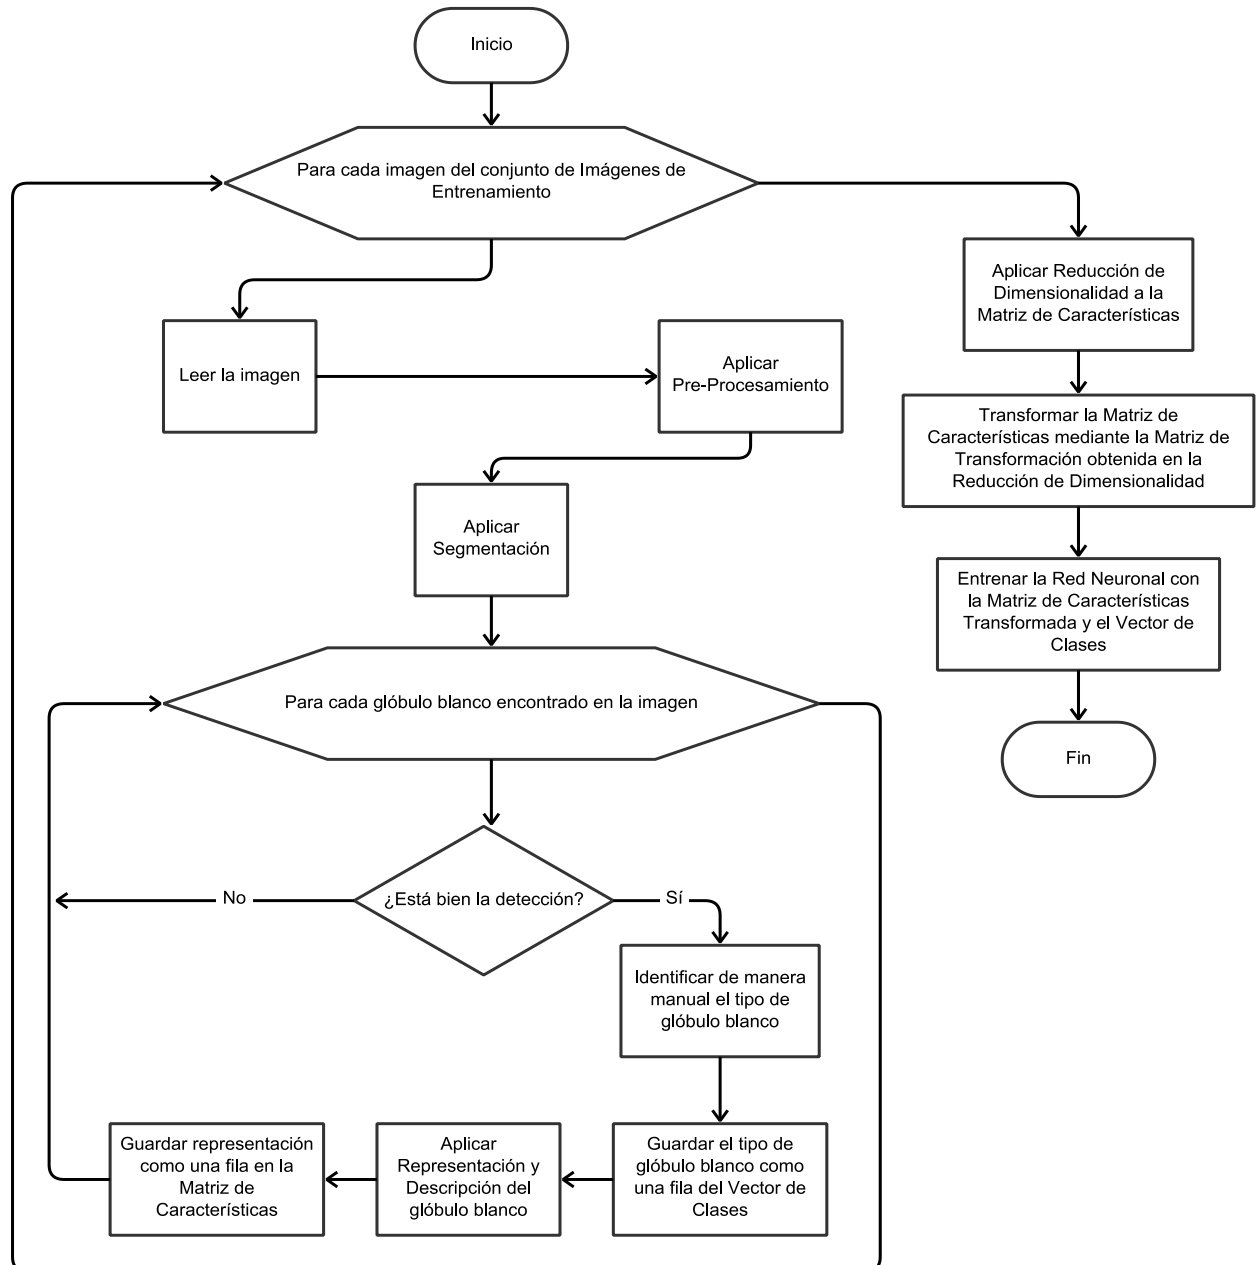 Inicio
Para cada imagen del conjunto de Imágenes de
Entrenamiento
Leer la imagen
Aplicar
Pre-Procesamiento
Aplicar
Segmentación
Para cada glóbulo blanco encontrado en la imagen
¿Está bien la detección?
No
Sí
Identificar de manera
manual el tipo de
glóbulo blanco
Guardar el tipo de
glóbulo blanco como
una fila del Vector de
Clases
Aplicar
Representación y
Descripción del
glóbulo blanco
Guardar representación
como una fila en la
Matriz de
Características
Aplicar Reducción de
Dimensionalidad a la
Matriz de Características
Transformar la Matriz de
Características mediante la Matriz de
Transformación obtenida en la
Reducción de Dimensionalidad
Entrenar la Red Neuronal con
la Matriz de Características
Transformada y el Vector de
Clases
Fin